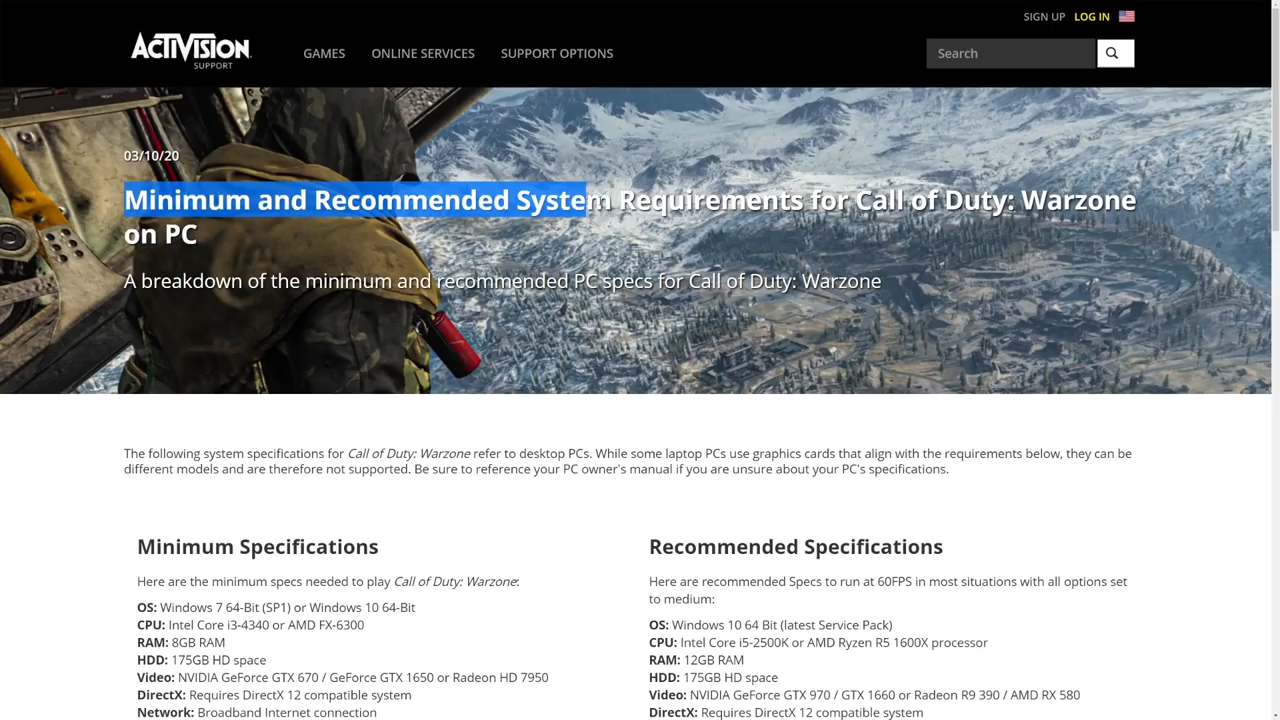 SIGN UP LOG IN
ACTIVISION
SUPPORT
GAMES ONLINE SERVICES SUPPORT OPTIONS
Search
03/10/20
Minimum and Recommended System Requirements for Call of Duty: Warzone
on PC
A breakdown of the minimum and recommended PC specs for Call of Duty: Warzone
The following system specifications for Call of Duty: Warzone refer to desktop PCs. While some laptop PCs use graphics cards that align with the requirements below, they can be
different models and are therefore not supported. Be sure to reference your PC owner's manual if you are unsure about your PC's specifications.
Minimum Specifications
Here are the minimum specs needed to play Call of Duty: Warzone:
OS: Windows 7 64-Bit (SP1) or Windows 10 64-Bit
CPU: Intel Core i3-4340 or AMD FX-6300
RAM: 8GB RAM
HDD: 175GB HD space
Video: NVIDIA GeForce GTX 670 / GeForce GTX 1650 or Radeon HD 7950
DirectX: Requires DirectX 12 compatible system
Network: Broadband Internet connection
Recommended Specifications
Here are recommended Specs to run at 60FPS in most situations with all options set
to medium:
OS: Windows 10 64 Bit (latest Service Pack)
CPU: Intel Core i5-2500K or AMD Ryzen R5 1600X processor
RAM: 12GB RAM
HDD: 175GB HD space
Video: NVIDIA GeForce GTX 970 / GTX 1660 or Radeon R9 390 / AMD RX 580
DirectX: Requires DirectX 12 compatible system